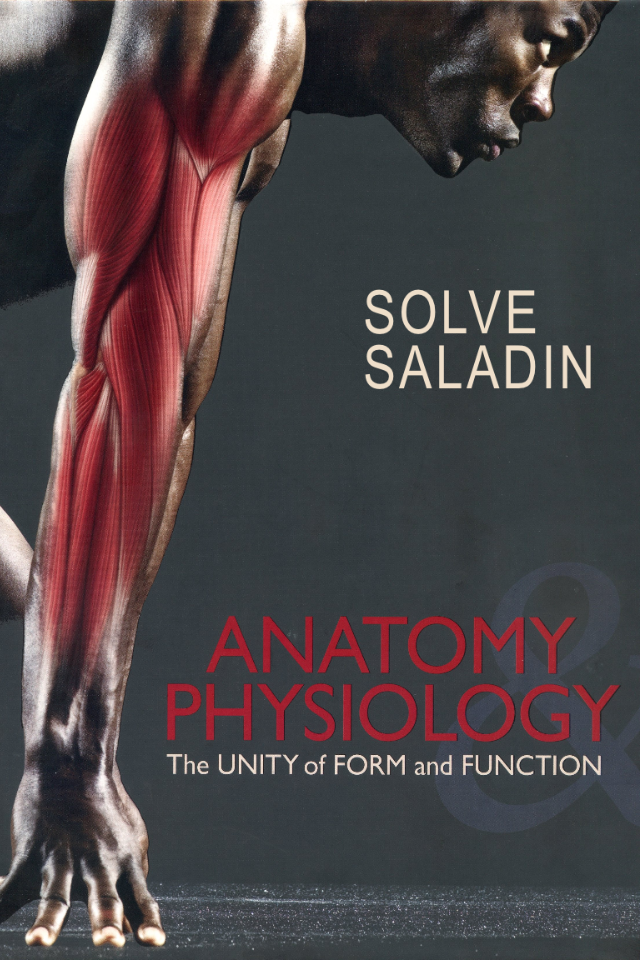 SOLVE
SALADIN
ANATOMY
&
PHYSIOLOGY
The UNITY of FORM and FUNCTION